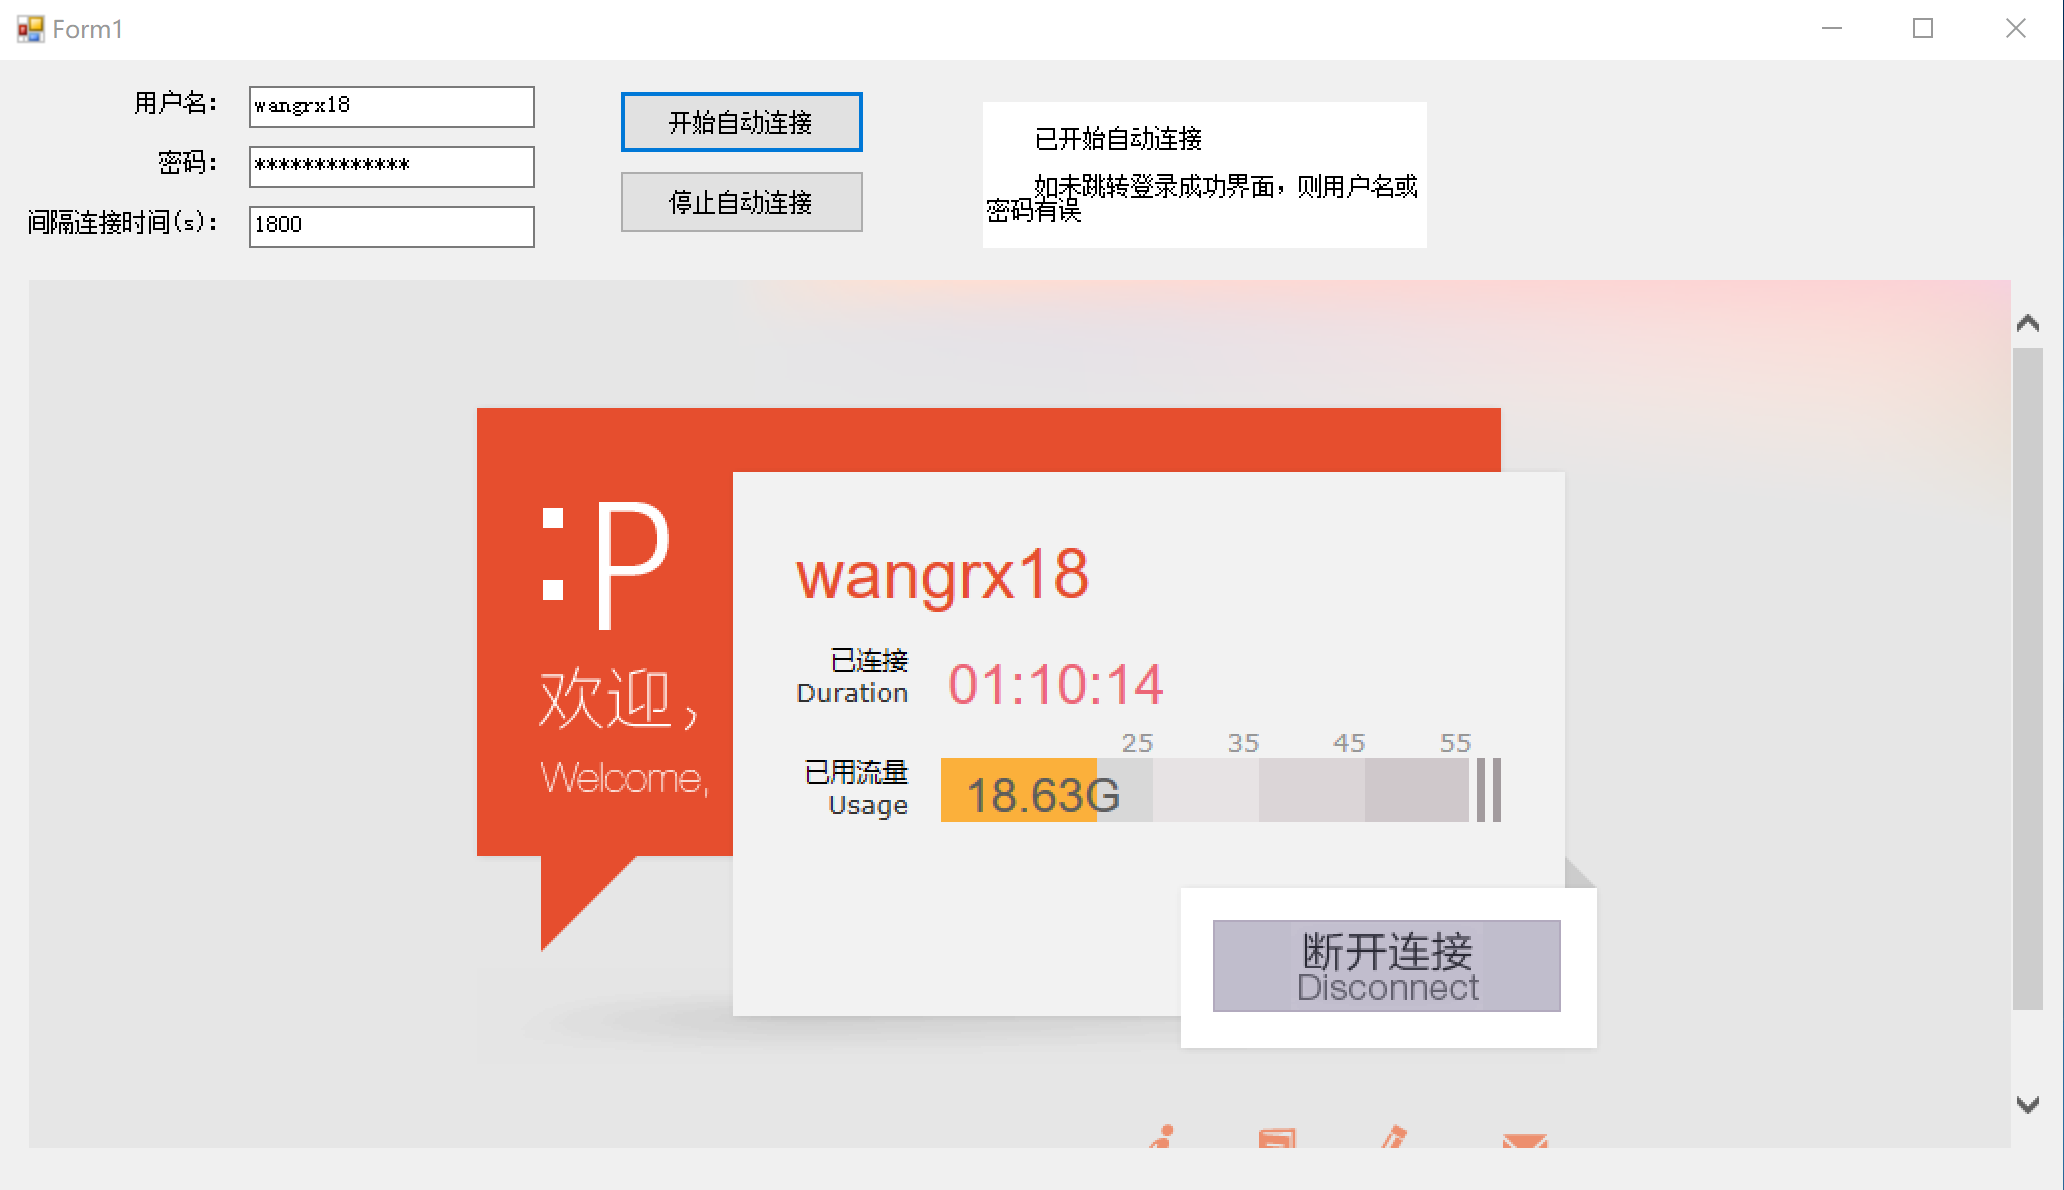 Form1
用户名：
wangrx18
密码：
*************
间隔连接时间(s)：
1800
开始自动连接
停止自动连接
已开始自动连接
如未跳转登录成功界面，则用户名或
密码有误
:P
欢迎，
Welcome,
wangrx18
已连接
Duration
01:10:14
25 35 45 55
已用流量
Usage
18.63G
断开连接
Disconnect